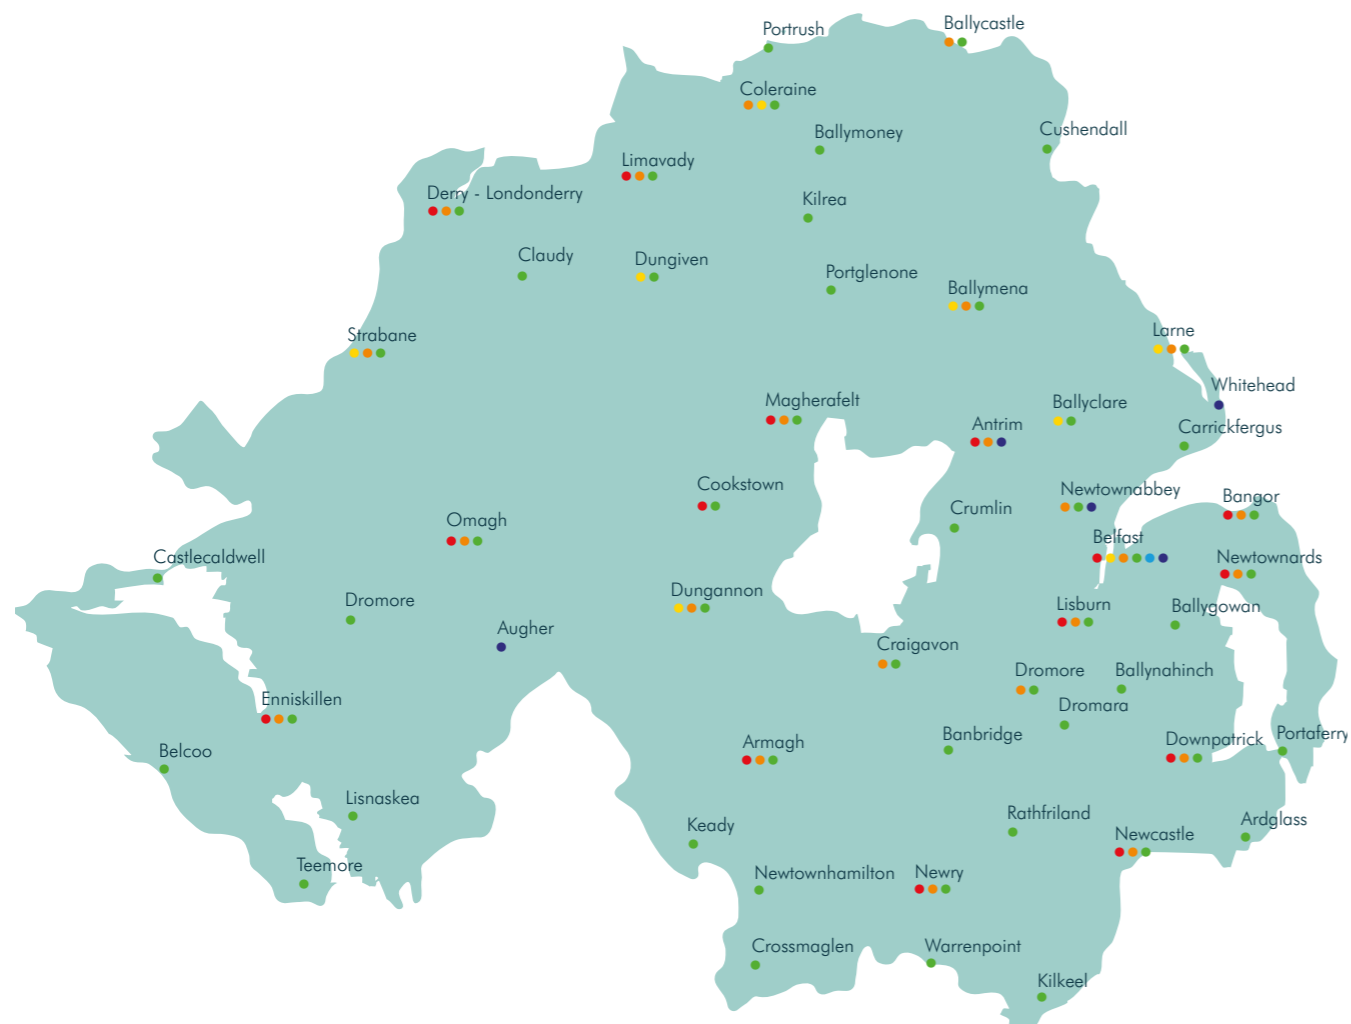 Ballycastle
Portrush
Coleraine
Ballymoney
Cushendall
Limavady
Derry - Londonderry
Kilrea
Claudy
Dungiven
Portglenone
Ballymena
Strabane
Larne
Whitehead
Magherafelt
Ballyclare
Antrim
Carrickfergus
Cookstown
Newtownabbey
Bangor
Crumlin
Omagh
Belfast
Castlecaldwell
Newtownards
Dungannon
Dromore
Lisburn
Ballygowan
Augher
Craigavon
Dromore
Ballynahinch
Enniskillen
Dromara
Banbridge
Portaferry
Armagh
Downpatrick
Belcoo
Lisnaskea
Rathfriland
Ardglass
Keady
Newcastle
Teemore
Newtownhamilton
Newry
Crossmaglen
Warrenpoint
Kilkeel